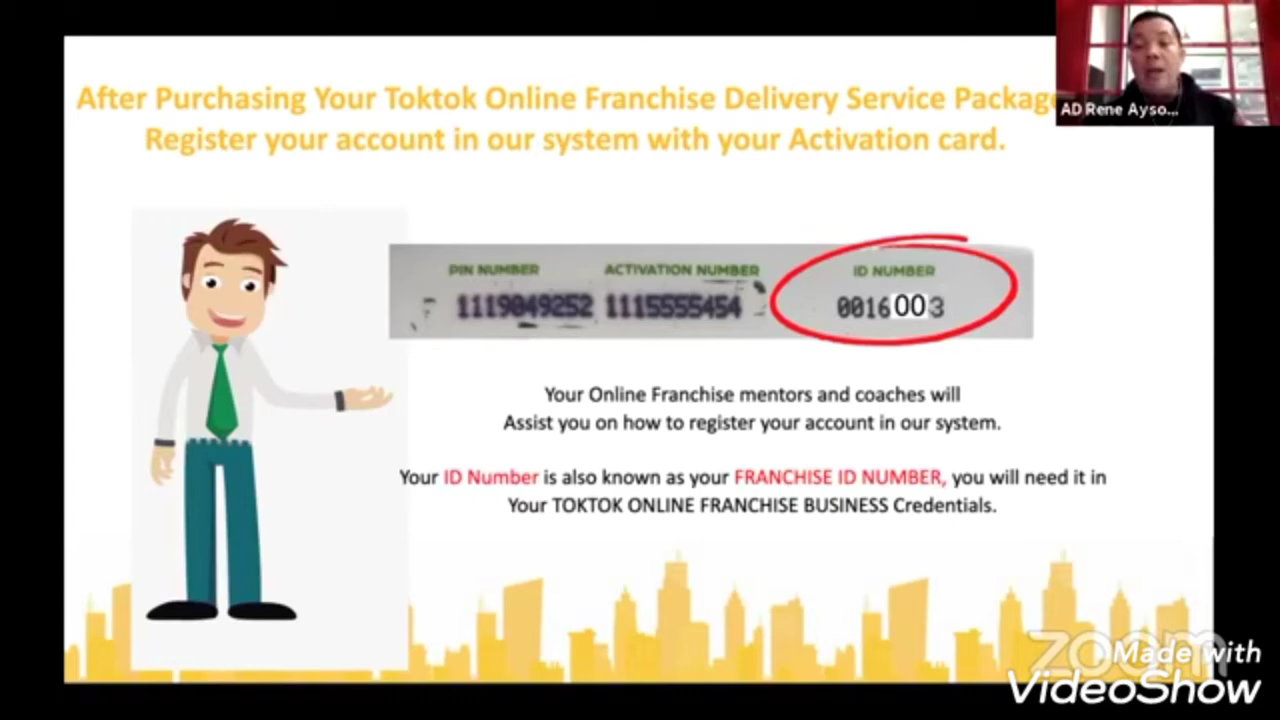 After Purchasing Your Toktok Online Franchise Delivery Service Package
Register your account in our system with your Activation card.
AD Rene Ayso...
PIN NUMBER ACTIVATION NUMBER ID NUMBER
1119049252 1115555454 0016003
Your Online Franchise mentors and coaches will
Assist you on how to register your account in our system.
Your ID Number is also known as your FRANCHISE ID NUMBER, you will need it in
Your TOKTOK ONLINE FRANCHISE BUSINESS Credentials.
zoom
Made with
VideoShow